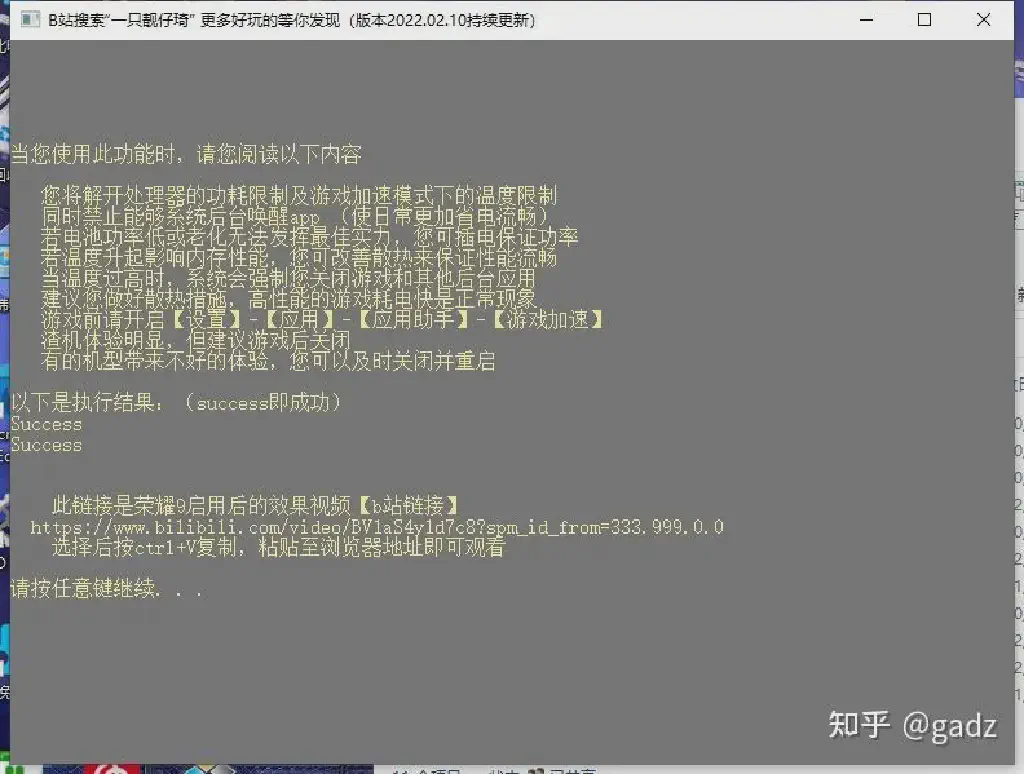 B站搜索“一只靓仔琦” 更多好玩的等你发现（版本2022.02.10持续更新）
当您使用此功能时，请您阅读以下内容
您将解开处理器的功耗限制及游戏加速模式下的温度限制
同时禁止能够系统后台唤醒app （使日常更加省电流畅）
若电池功率低或老化无法发挥最佳实力，您可插电保证功率
若温度升起影响内存性能，您可改善散热来保证性能流畅
当温度过高时，系统会强制您关闭游戏和其他后台应用
建议您做好散热措施，高性能的游戏耗电快是正常现象
游戏前请开启【设置】-【应用】-【应用助手】-【游戏加速】
渣机体验明显，但建议游戏后关闭
有的机型带来不好的体验，您可以及时关闭并重启
以下是执行结果：（success即成功）
Success
Success
此链接是荣耀9启用后的效果视频【b站链接】
https://www.bilibili.com/video/BV1aS4y1d7c8?spm_id_from=333.999.0.0
选择后按ctrl+V复制，粘贴至浏览器地址即可观看
请按任意键继续. . .
知乎 @gadz